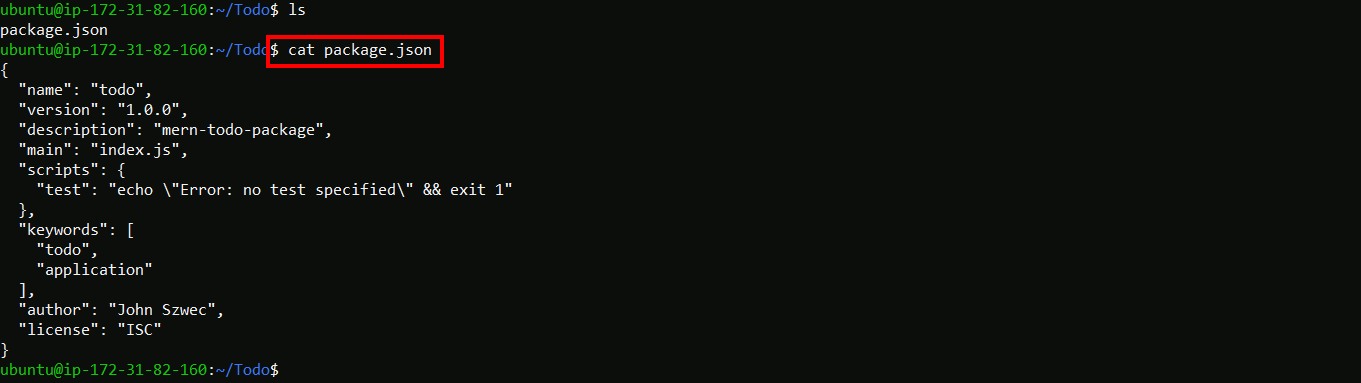 ubuntu@ip-172-31-82-160:~/Todo$ ls
package.json
ubuntu@ip-172-31-82-160:~/Todo$ cat package.json
{
  "name": "todo",
  "version": "1.0.0",
  "description": "mern-todo-package",
  "main": "index.js",
  "scripts": {
    "test": "echo \"Error: no test specified\" && exit 1"
  },
  "keywords": [
    "todo",
    "application"
  ],
  "author": "John Szwec",
  "license": "ISC"
}
ubuntu@ip-172-31-82-160:~/Todo$